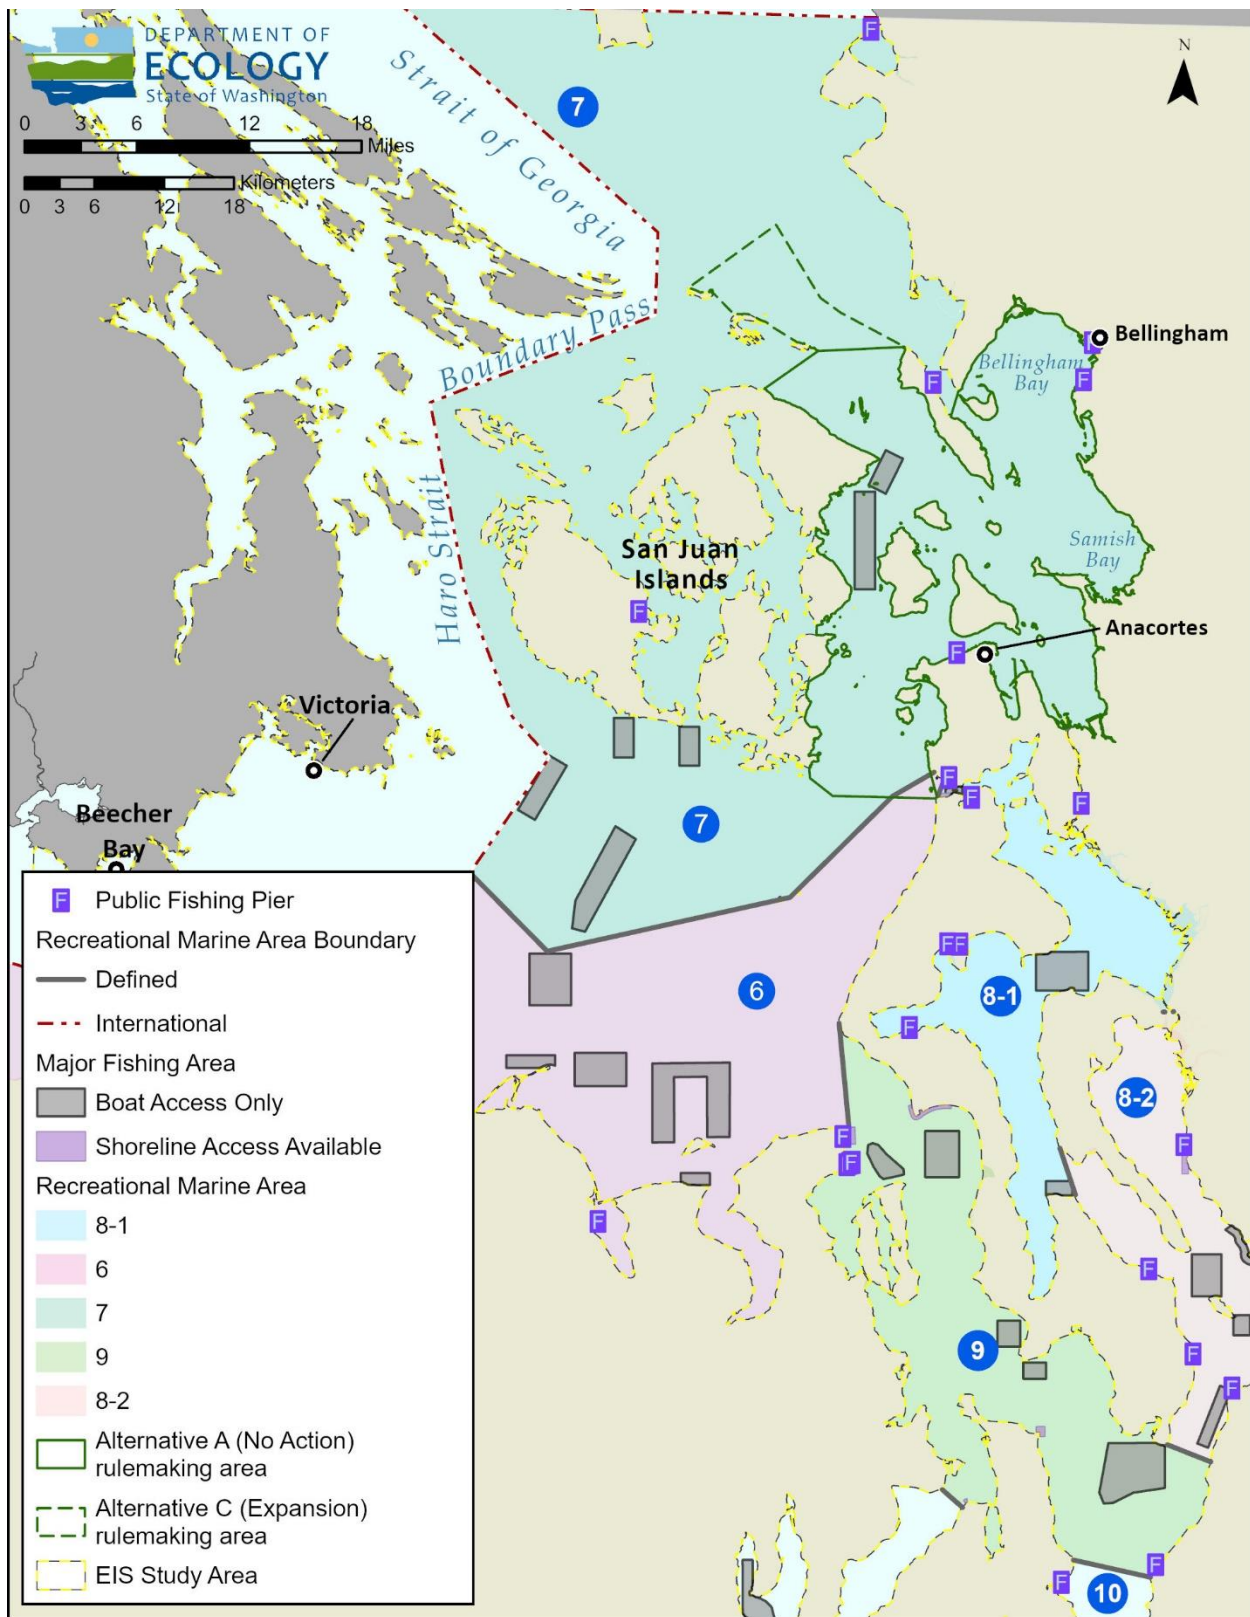 DEPARTMENT OF
ECOLOGY
State of Washington
N
F
0 3 6 12 18
Miles
Kilometers
0 3 6 12 18
7
Strait of Georgia
Boundary Pass
Haro Strait
F
Bellingham
F
F
Bellingham
Bay
San Juan
Islands
F
Samish
Bay
F
Anacortes
Victoria
F
F
F
Beecher
Bay
7
F F
6
8-1
F
8-2
F
F
F
F
F
9
F
F
F
F
10
F Public Fishing Pier
Recreational Marine Area Boundary
Defined
International
Major Fishing Area
Boat Access Only
Shoreline Access Available
Recreational Marine Area
8-1
6
7
9
8-2
Alternative A (No Action)
rulemaking area
Alternative C (Expansion)
rulemaking area
EIS Study Area